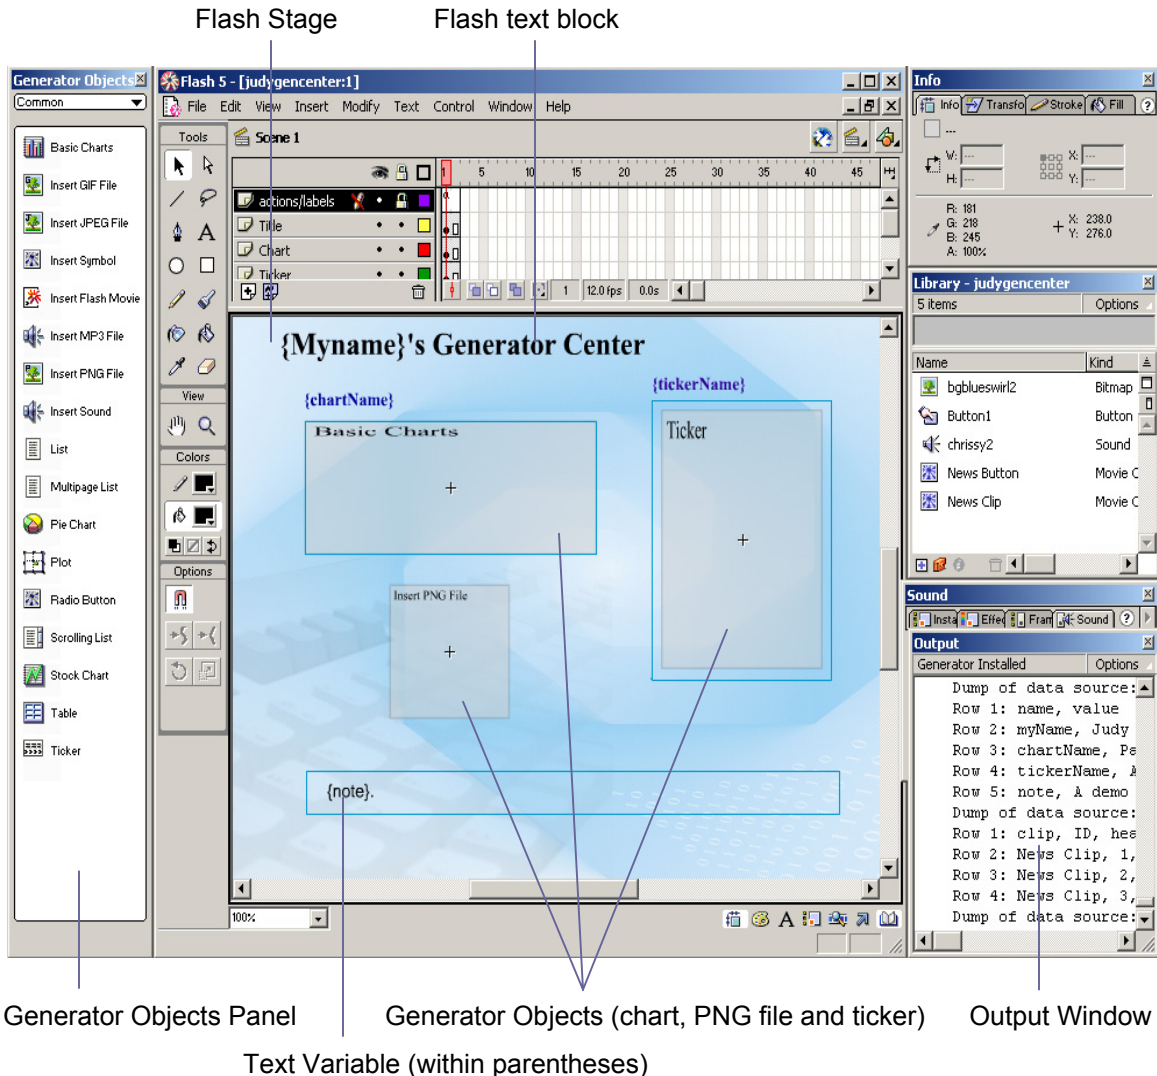 Flash Stage
Flash text block
Generator Objects
Common
Basic Charts
Insert GIF File
Insert JPEG File
Insert Symbol
Insert Flash Movie
Insert MP3 File
Insert PNG File
Insert Sound
List
Multipage List
Pie Chart
Plot
Radio Button
Scrolling List
Stock Chart
Table
Ticker
Flash 5 - [judygencenter:1]
File Edit View Insert Modify Text Control Window Help
Tools
View
Colors
Options
Scene 1
1 5 10 15 20 25 30 35 40 45
actions/labels
Title
Chart
Ticker
1 12.0 fps 0.0s
{Myname}'s Generator Center
{chartName}
{tickerName}
Basic Charts
Ticker
Insert PNG File
{note}.
100%
Info
Info Transfo Stroke Fill ?
---
W: --- X: ---
H: --- Y: ---
R: 181
G: 218
B: 245
A: 100%
X: 238.0
Y: 276.0
Library - judygencenter
5 items Options
Name Kind
bgblueswirl2 Bitmap
Button1 Button
chrissy2 Sound
News Button Movie C
News Clip Movie C
Sound
Insta Effec Fram Sound ?
Output
Generator Installed Options
Dump of data source:
Row 1: name, value
Row 2: myName, Judy
Row 3: chartName, Pa
Row 4: tickerName, A
Row 5: note, A demo
Dump of data source:
Row 1: clip, ID, hea
Row 2: News Clip, 1,
Row 3: News Clip, 2,
Row 4: News Clip, 3,
Dump of data source:
Generator Objects Panel
Generator Objects (chart, PNG file and ticker)
Output Window
Text Variable (within parentheses)